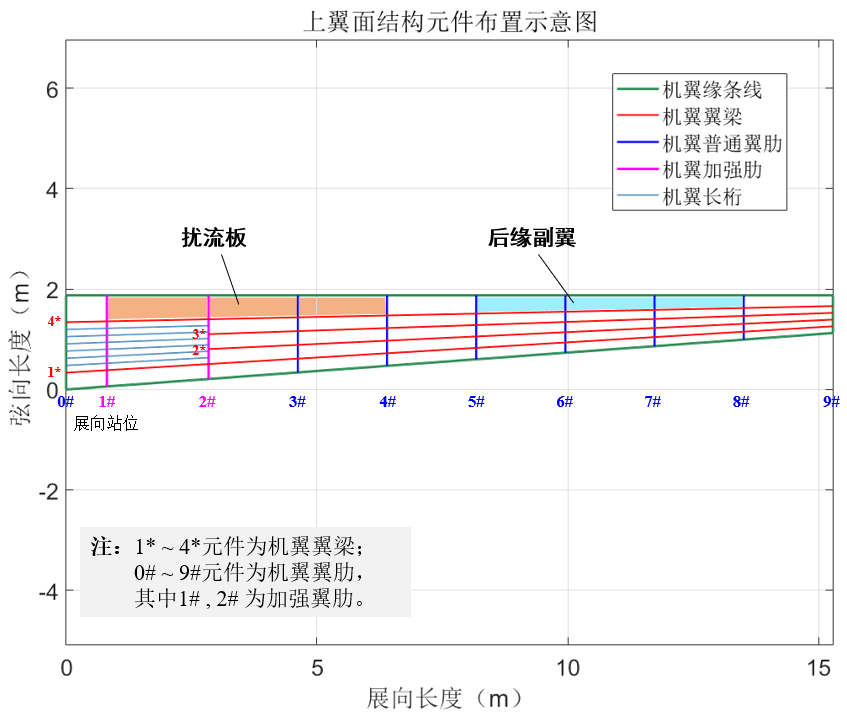 上翼面结构元件布置示意图
机翼缘条线
机翼翼梁
机翼普通翼肋
机翼加强肋
机翼长桁
扰流板
后缘副翼
6
4
2
0
-2
-4
弦向长度（m）
4*
3*
2*
1*
0#
1#
2#
3#
4#
5#
6#
7#
8#
9#
展向站位
注：1* ~ 4*元件为机翼翼梁；
0# ~ 9#元件为机翼翼肋，
其中1# , 2# 为加强翼肋。
0
5
10
15
展向长度（m）